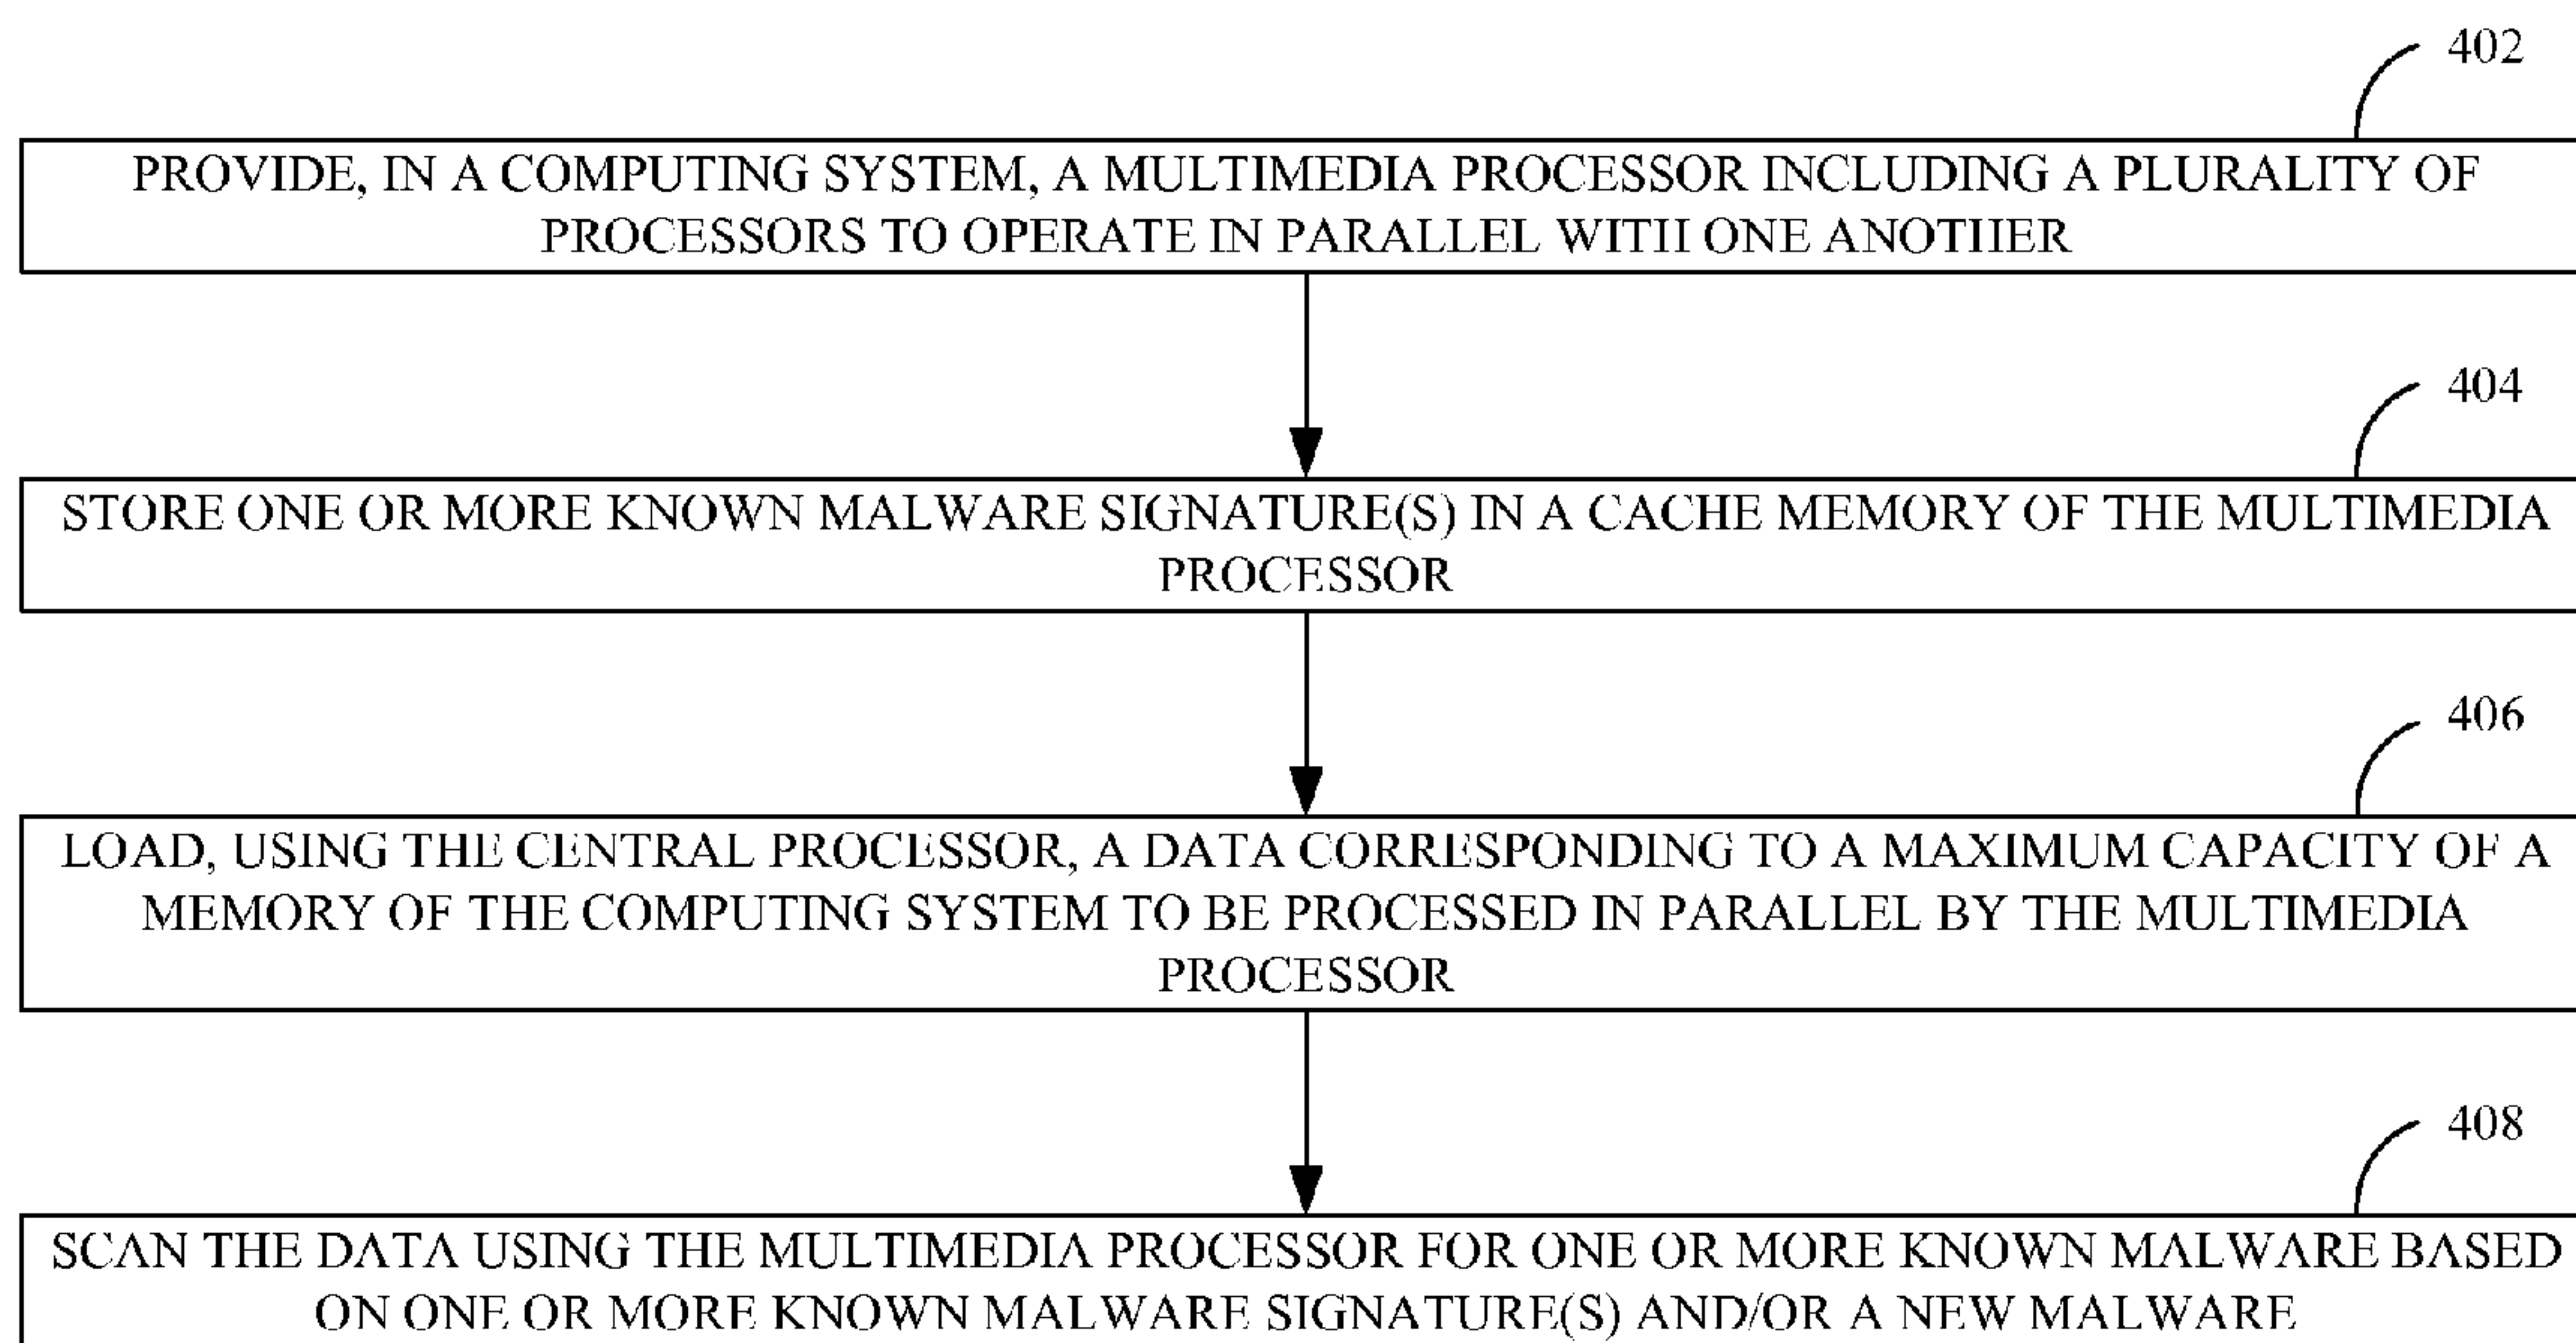 402
PROVIDE, IN A COMPUTING SYSTEM, A MULTIMEDIA PROCESSOR INCLUDING A PLURALITY OF
PROCESSORS TO OPERATE IN PARALLEL WITH ONE ANOTHER
404
STORE ONE OR MORE KNOWN MALWARE SIGNATURE(S) IN A CACHE MEMORY OF THE MULTIMEDIA
PROCESSOR
406
LOAD, USING THE CENTRAL PROCESSOR, A DATA CORRESPONDING TO A MAXIMUM CAPACITY OF A
MEMORY OF THE COMPUTING SYSTEM TO BE PROCESSED IN PARALLEL BY THE MULTIMEDIA
PROCESSOR
408
SCAN THE DATA USING THE MULTIMEDIA PROCESSOR FOR ONE OR MORE KNOWN MALWARE BASED
ON ONE OR MORE KNOWN MALWARE SIGNATURE(S) AND/OR A NEW MALWARE